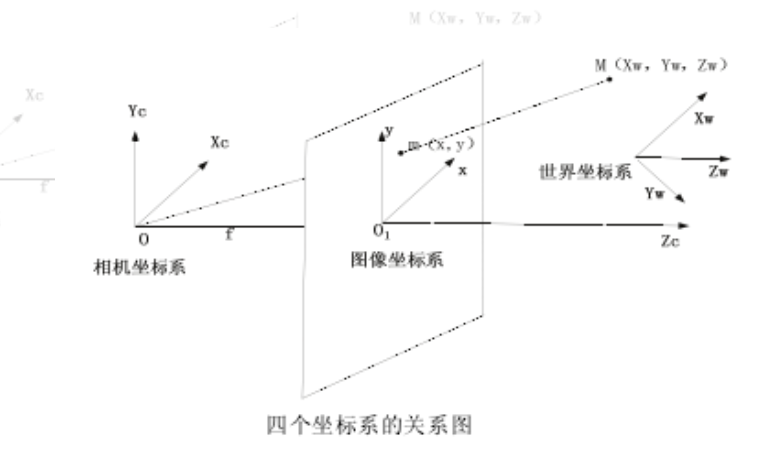 M（Xw, Yw, Zw）
M（Xw, Yw, Zw）
Xc
Yc
Xc
y
m（x, y）
x
Xw
世界坐标系
Zw
Yw
f
O
f
O₁
Zc
相机坐标系
图像坐标系
四个坐标系的关系图